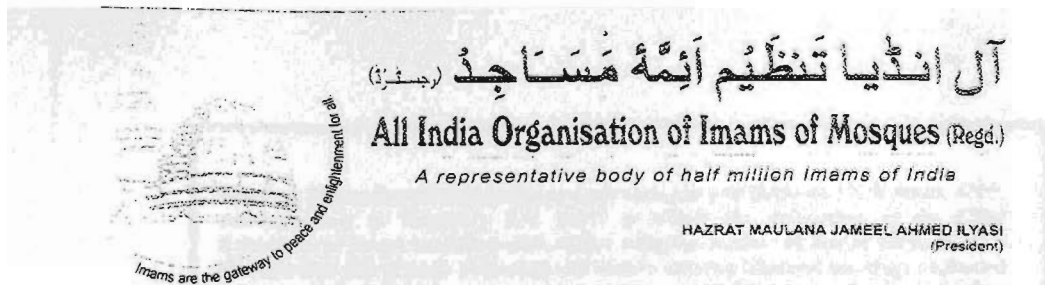 آل انڈیا تَنظَیُم اَئِمَّۂ مَسَاجِدُ (رجسٹرڈ)
All India Organisation of Imams of Mosques (Regd.)
A representative body of half million Imams of India
HAZRAT MAULANA JAMEEL AHMED ILYASI
(President)
Imams are the gateway to peace and enlightenment for all.